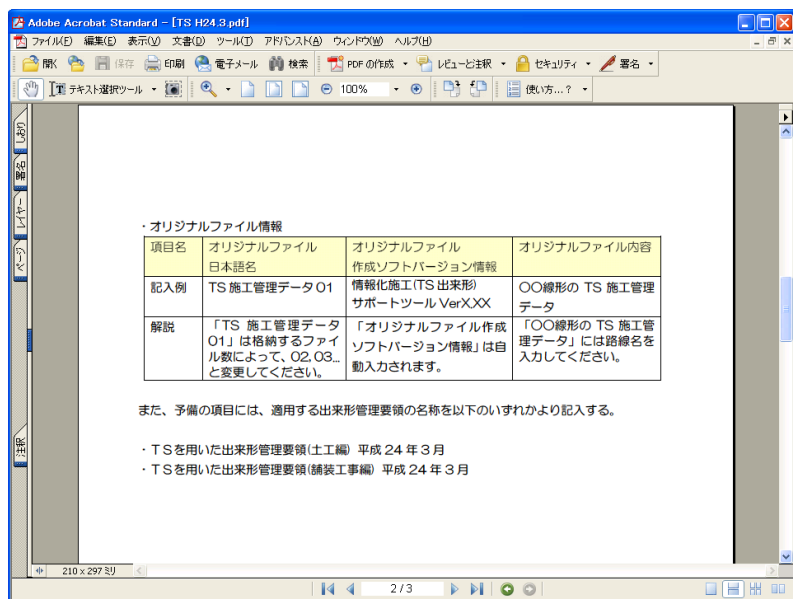 Adobe Acrobat Standard - [TS H24.3.pdf]
ファイル(F) 編集(E) 表示(V) 文書(D) ツール(T) アドバンスト(A) ウィンドウ(W) ヘルプ(H)
開く 保存 印刷 電子メール 検索 PDF の作成 レビューと注釈 セキュリティ 署名
テキスト選択ツール 100% 使い方...?
しおり
署名
レイヤー
ページ
注釈
・オリジナルファイル情報
項目名 オリジナルファイル オリジナルファイル オリジナルファイル内容
日本語名 作成ソフトバージョン情報
記入例 TS 施工管理データ 01 情報化施工(TS 出来形) 〇〇線形の TS 施工管理
サポートツール VerX.XX データ
解説 「TS 施工管理データ 「オリジナルファイル作成 「〇〇線形の TS 施工管
01」は格納するファイ ソフトバージョン情報」は自 理データ」には路線名を
ル数によって、02,03... 動入力されます。 入力してください。
と変更してください。
また、予備の項目には、適用する出来形管理要領の名称を以下のいずれかより記入する。
・TSを用いた出来形管理要領(土工編) 平成 24 年 3 月
・TSを用いた出来形管理要領(舗装工事編) 平成 24 年 3 月
210 x 297 ミリ
2/3